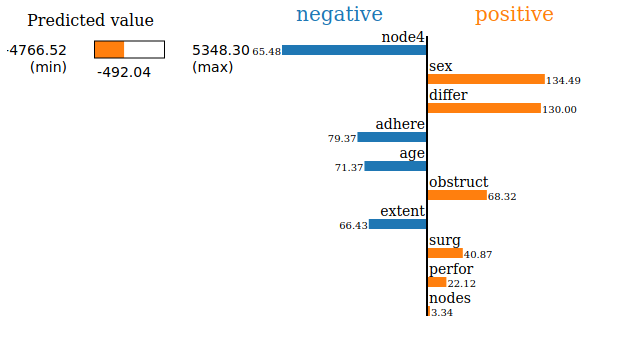 Predicted value
-4766.52
(min)
-492.04
5348.30
(max)
negative
positive
node4
65.48
sex
134.49
differ
130.00
adhere
79.37
age
71.37
obstruct
68.32
extent
66.43
surg
40.87
perfor
22.12
nodes
3.34